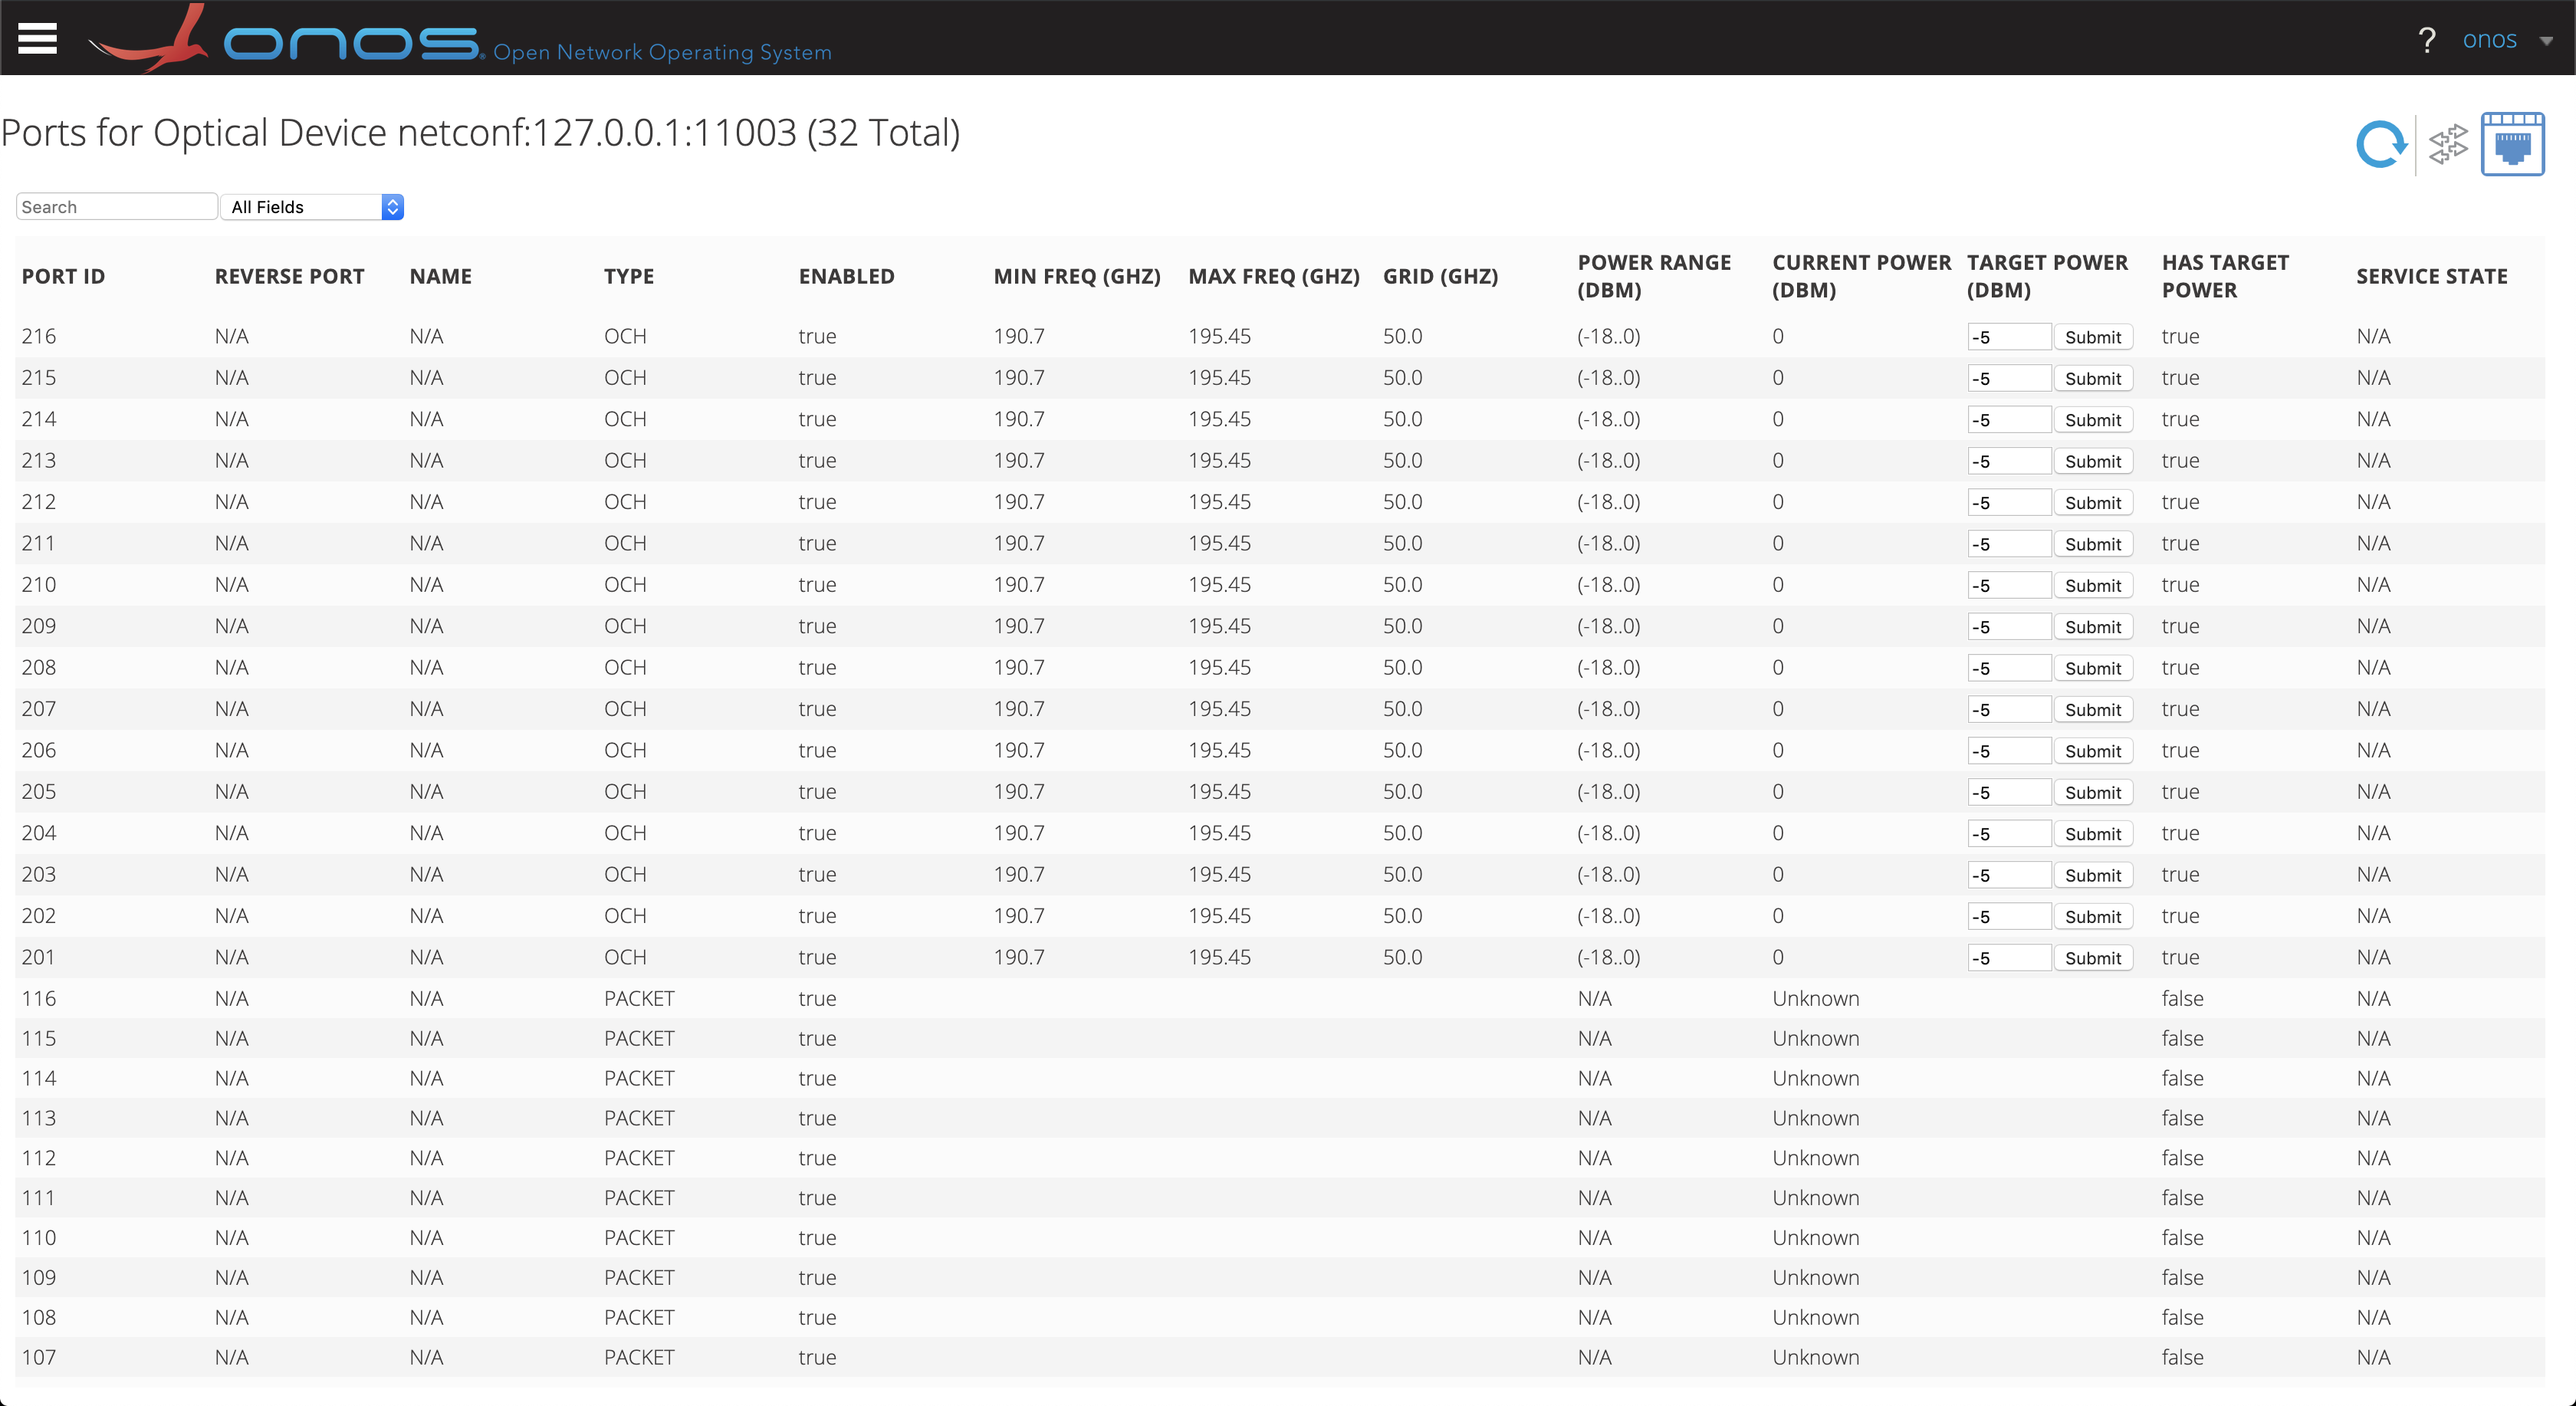 onos® Open Network Operating System ? onos
Ports for Optical Device netconf:127.0.0.1:11003 (32 Total)
Search All Fields
PORT ID REVERSE PORT NAME TYPE ENABLED MIN FREQ (GHZ) MAX FREQ (GHZ) GRID (GHZ) POWER RANGE (DBM) CURRENT POWER (DBM) TARGET POWER (DBM) HAS TARGET POWER SERVICE STATE
216 N/A N/A OCH true 190.7 195.45 50.0 (-18..0) 0 -5 Submit true N/A
215 N/A N/A OCH true 190.7 195.45 50.0 (-18..0) 0 -5 Submit true N/A
214 N/A N/A OCH true 190.7 195.45 50.0 (-18..0) 0 -5 Submit true N/A
213 N/A N/A OCH true 190.7 195.45 50.0 (-18..0) 0 -5 Submit true N/A
212 N/A N/A OCH true 190.7 195.45 50.0 (-18..0) 0 -5 Submit true N/A
211 N/A N/A OCH true 190.7 195.45 50.0 (-18..0) 0 -5 Submit true N/A
210 N/A N/A OCH true 190.7 195.45 50.0 (-18..0) 0 -5 Submit true N/A
209 N/A N/A OCH true 190.7 195.45 50.0 (-18..0) 0 -5 Submit true N/A
208 N/A N/A OCH true 190.7 195.45 50.0 (-18..0) 0 -5 Submit true N/A
207 N/A N/A OCH true 190.7 195.45 50.0 (-18..0) 0 -5 Submit true N/A
206 N/A N/A OCH true 190.7 195.45 50.0 (-18..0) 0 -5 Submit true N/A
205 N/A N/A OCH true 190.7 195.45 50.0 (-18..0) 0 -5 Submit true N/A
204 N/A N/A OCH true 190.7 195.45 50.0 (-18..0) 0 -5 Submit true N/A
203 N/A N/A OCH true 190.7 195.45 50.0 (-18..0) 0 -5 Submit true N/A
202 N/A N/A OCH true 190.7 195.45 50.0 (-18..0) 0 -5 Submit true N/A
201 N/A N/A OCH true 190.7 195.45 50.0 (-18..0) 0 -5 Submit true N/A
116 N/A N/A PACKET true N/A Unknown false N/A
115 N/A N/A PACKET true N/A Unknown false N/A
114 N/A N/A PACKET true N/A Unknown false N/A
113 N/A N/A PACKET true N/A Unknown false N/A
112 N/A N/A PACKET true N/A Unknown false N/A
111 N/A N/A PACKET true N/A Unknown false N/A
110 N/A N/A PACKET true N/A Unknown false N/A
109 N/A N/A PACKET true N/A Unknown false N/A
108 N/A N/A PACKET true N/A Unknown false N/A
107 N/A N/A PACKET true N/A Unknown false N/A